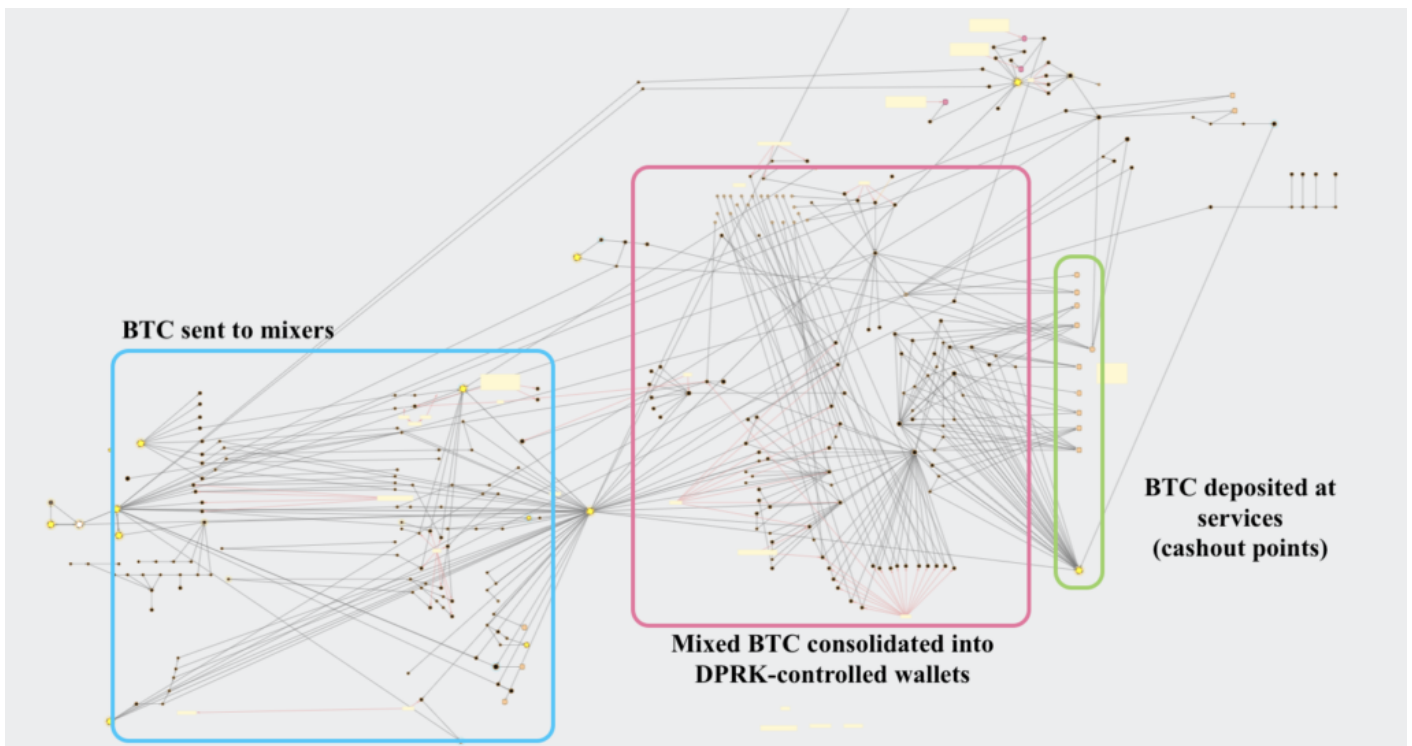 BTC sent to mixers
BTC deposited at
services
(cashout points)
Mixed BTC consolidated into
DPRK-controlled wallets